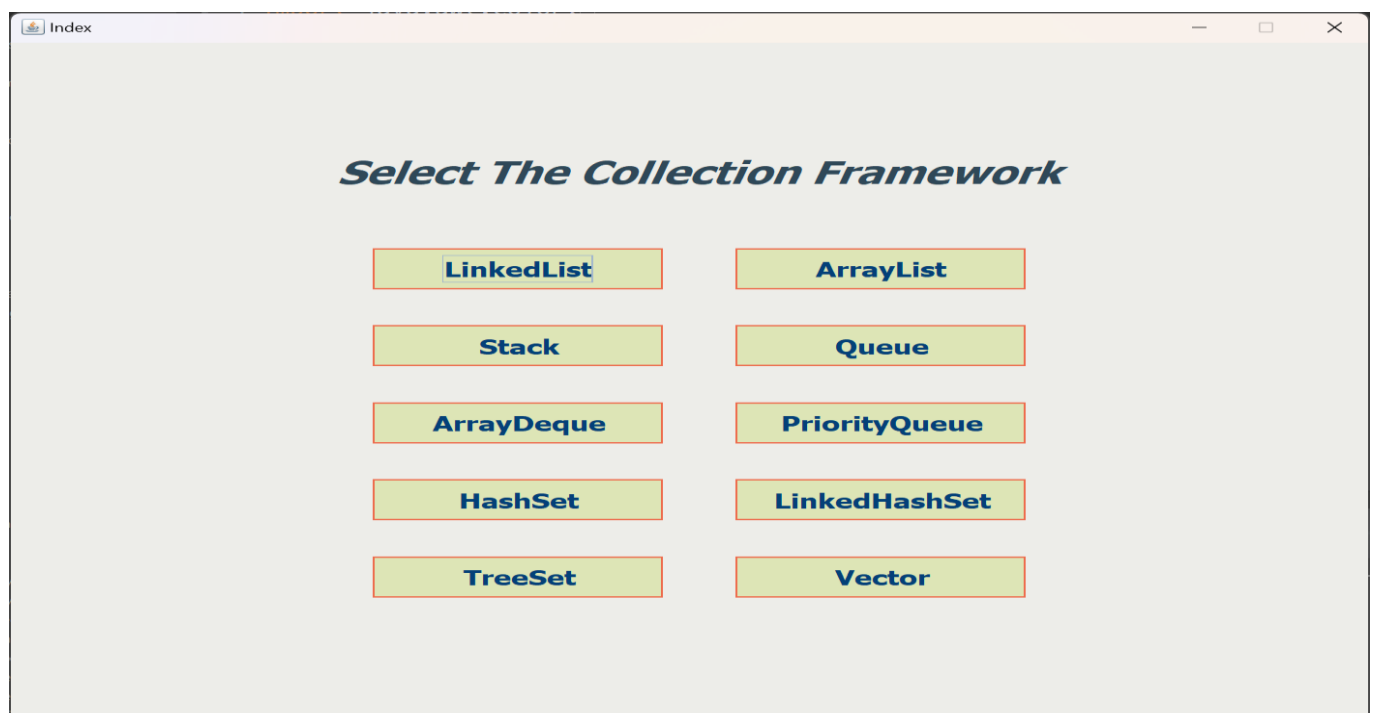 Index
Select The Collection Framework
LinkedList ArrayList
Stack Queue
ArrayDeque PriorityQueue
HashSet LinkedHashSet
TreeSet Vector